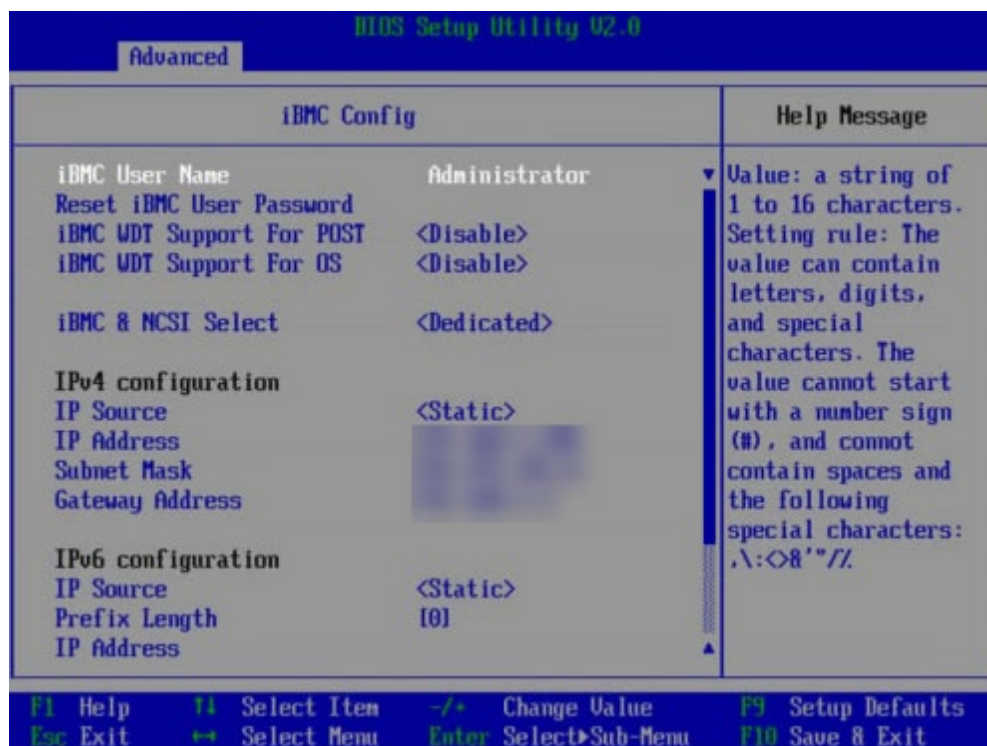 BIOS Setup Utility V2.0
Advanced
iBMC Config
iBMC User Name Administrator
Reset iBMC User Password
iBMC WDT Support For POST <Disable>
iBMC WDT Support For OS <Disable>
iBMC & NCSI Select <Dedicated>
IPv4 configuration
IP Source <Static>
IP Address
Subnet Mask
Gateway Address
IPv6 configuration
IP Source <Static>
Prefix Length [0]
IP Address
Help Message
Value: a string of
1 to 16 characters.
Setting rule: The
value can contain
letters, digits,
and special
characters. The
value cannot start
with a number sign
(#), and connot
contain spaces and
the following
special characters:
,\:<>&'"/%
F1 Help ↑↓ Select Item -/+ Change Value F9 Setup Defaults
Esc Exit ↔ Select Menu Enter Select▶Sub-Menu F10 Save & Exit